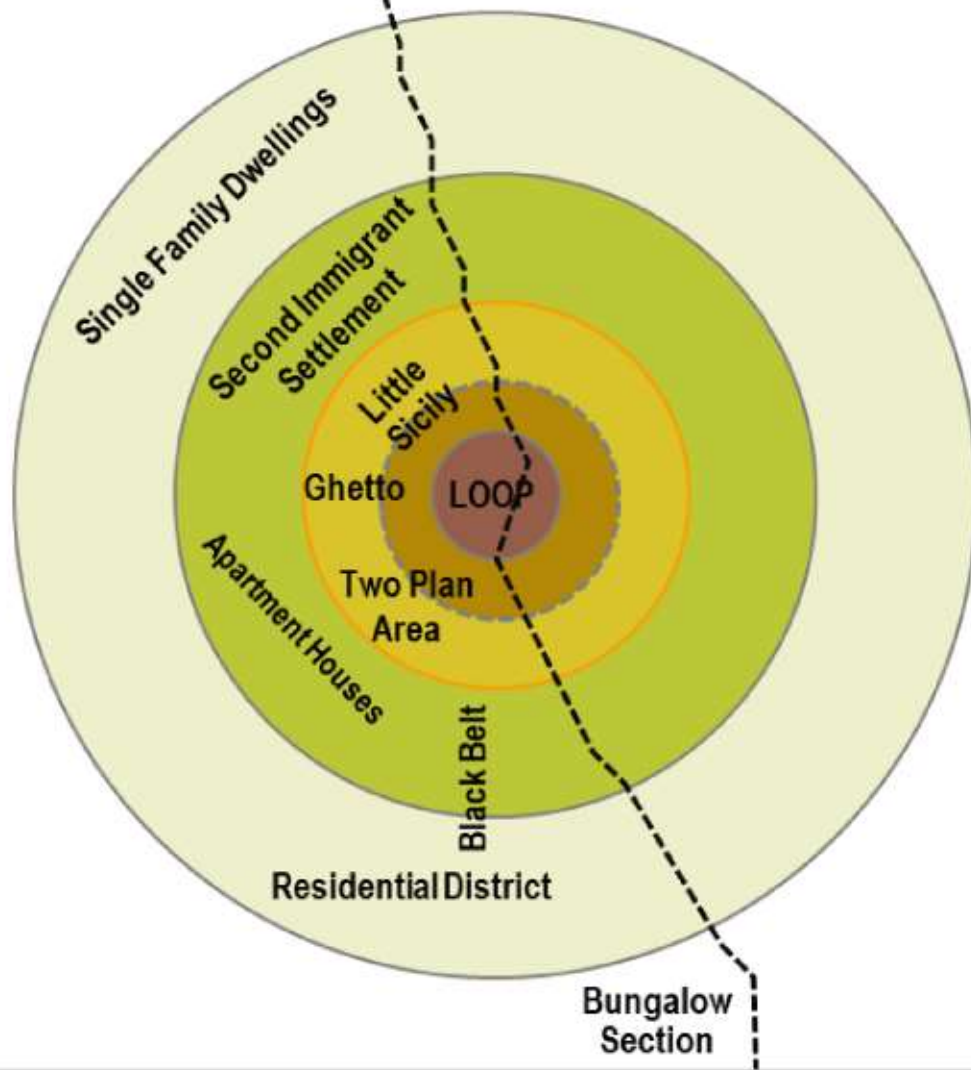 Single Family Dwellings
Second Immigrant
Settlement
Little
Sicily
Ghetto
LOOP
Two Plan
Area
Apartment Houses
Black Belt
Residential District
Bungalow
Section